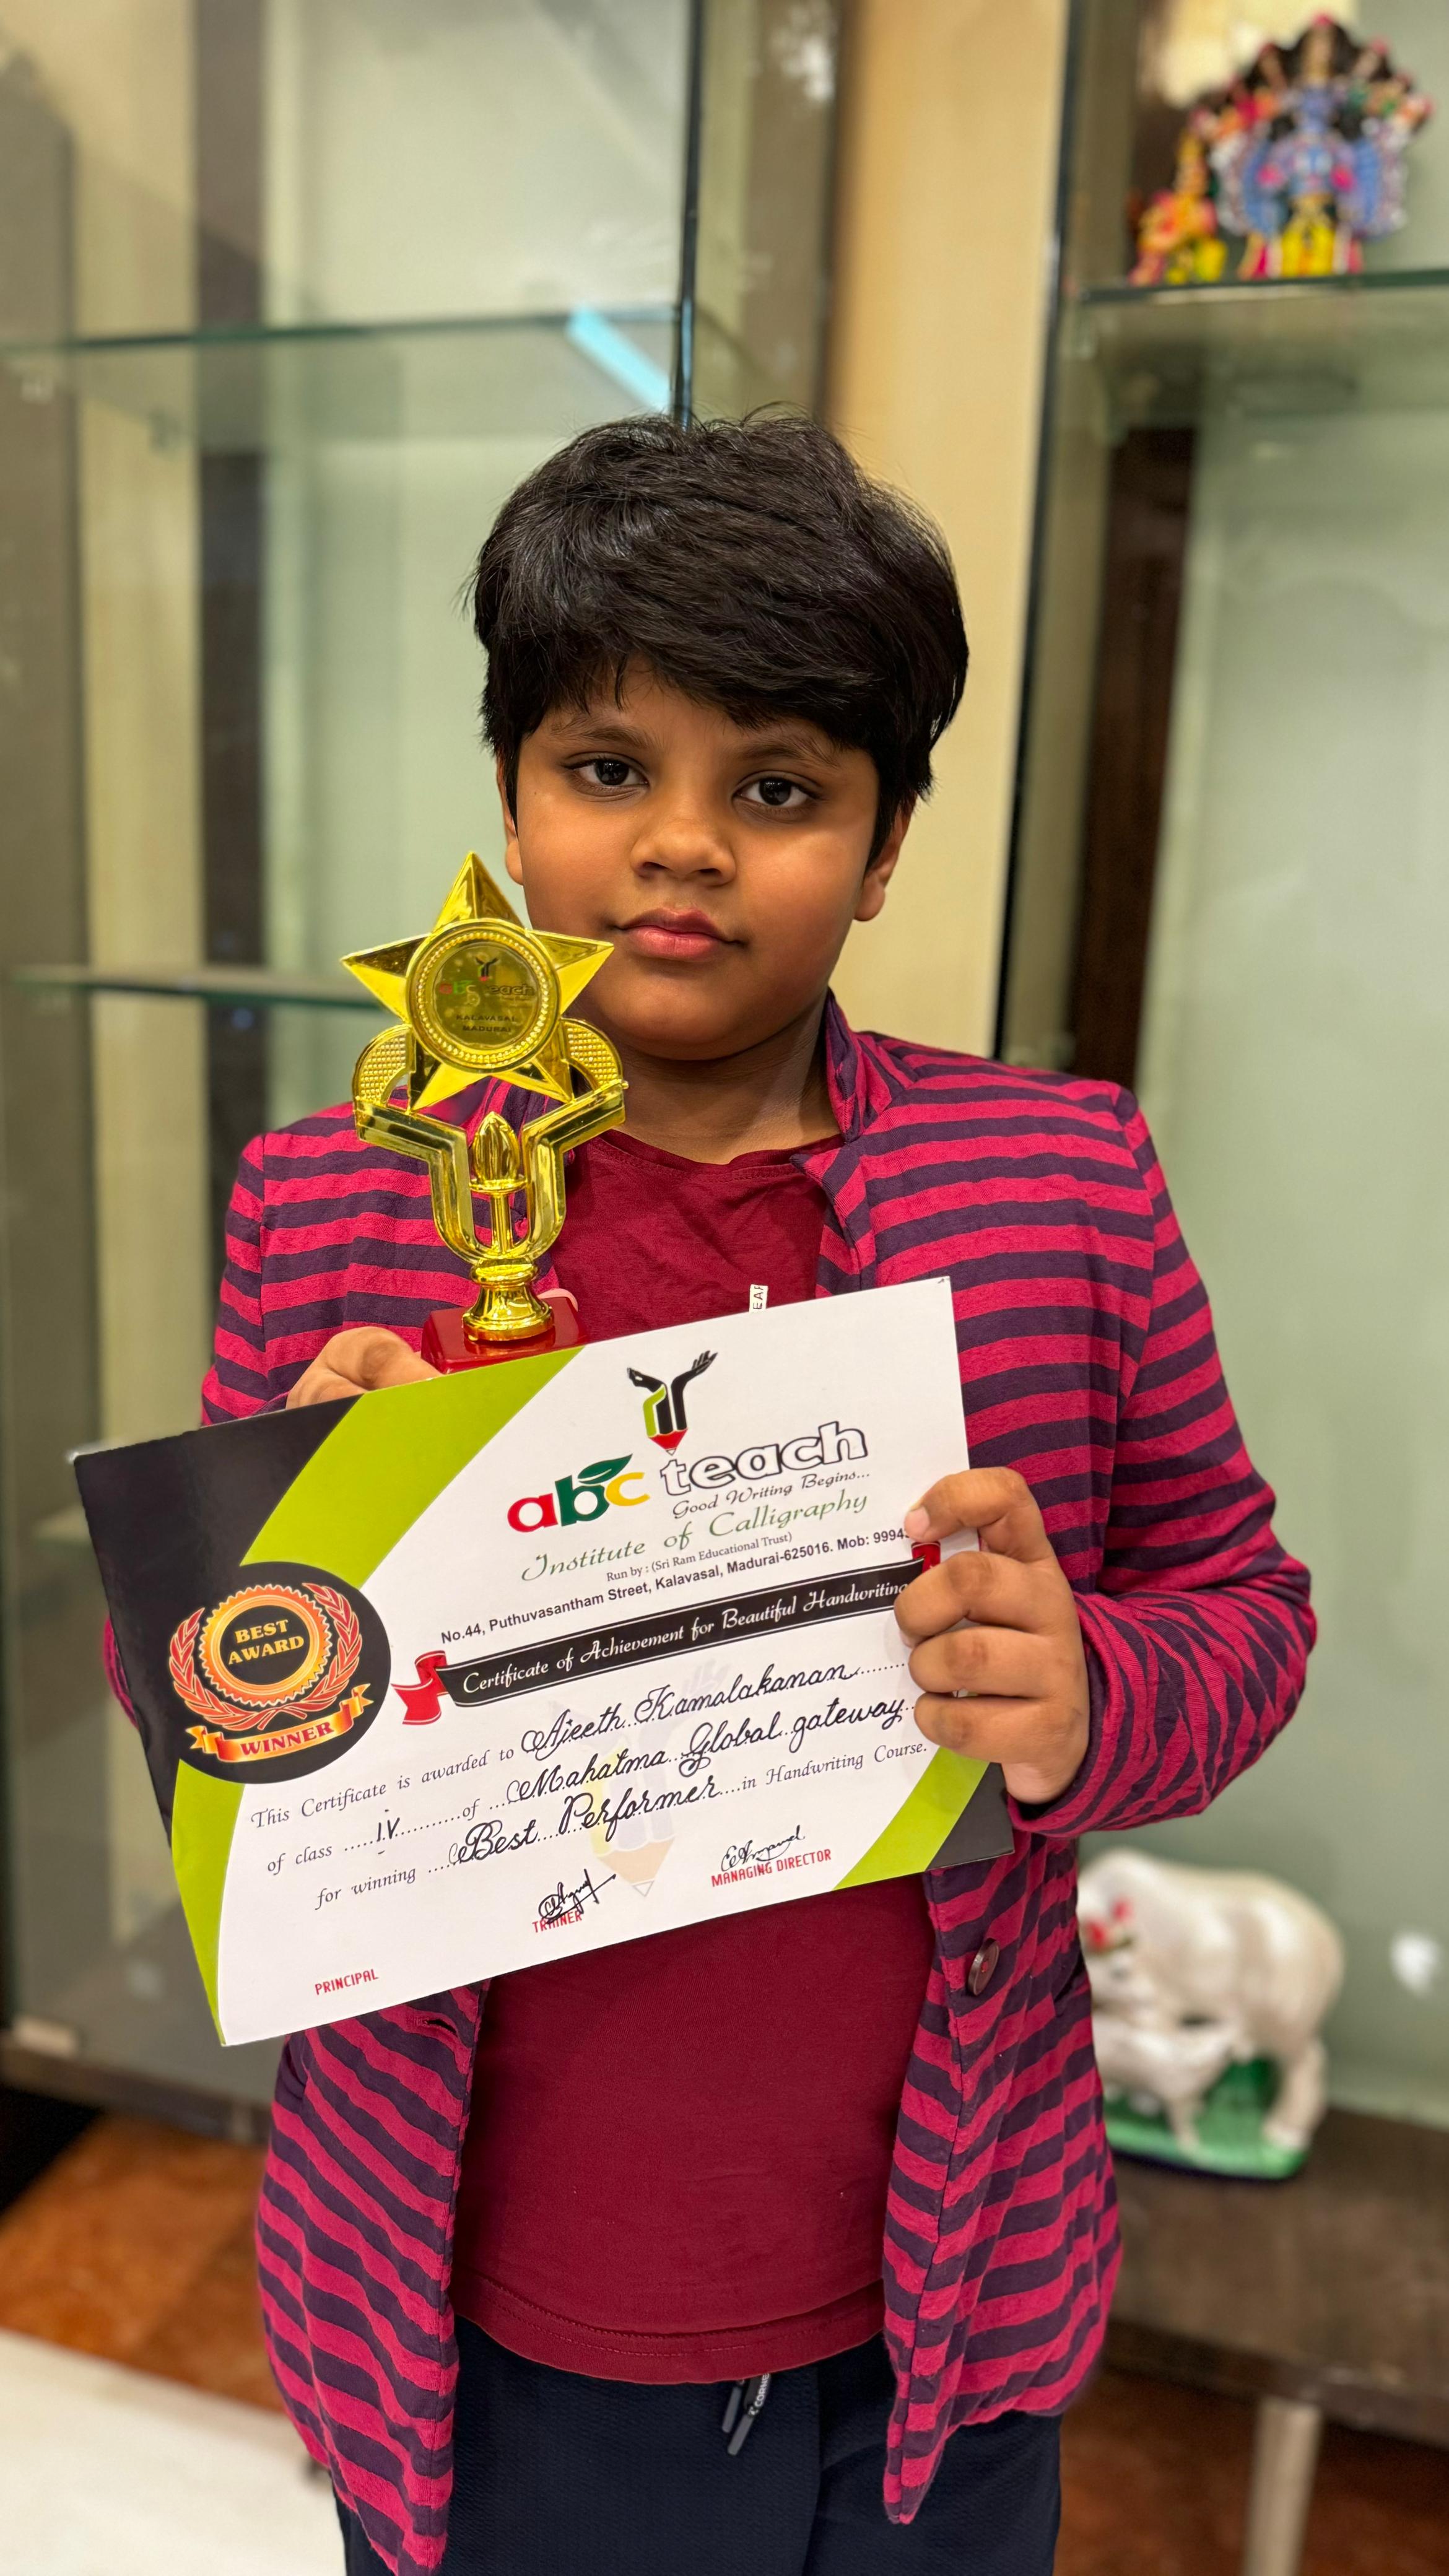 abc teach
KALAVASAL
MADURAI
abc teach
Good Writing Begins...
Institute of Calligraphy
Run by : (Sri Ram Educational Trust)
No.44, Puthuvasantham Street, Kalavasal, Madurai-625016. Mob: 9994
Certificate of Achievement for Beautiful Handwriting
BEST
AWARD
WINNER
This Certificate is awarded to Ajeeth Kamalakanan
of class IV of Mahatma Global gateway
for winning Best Performer in Handwriting Course.
PRINCIPAL
TRAINER
MANAGING DIRECTOR